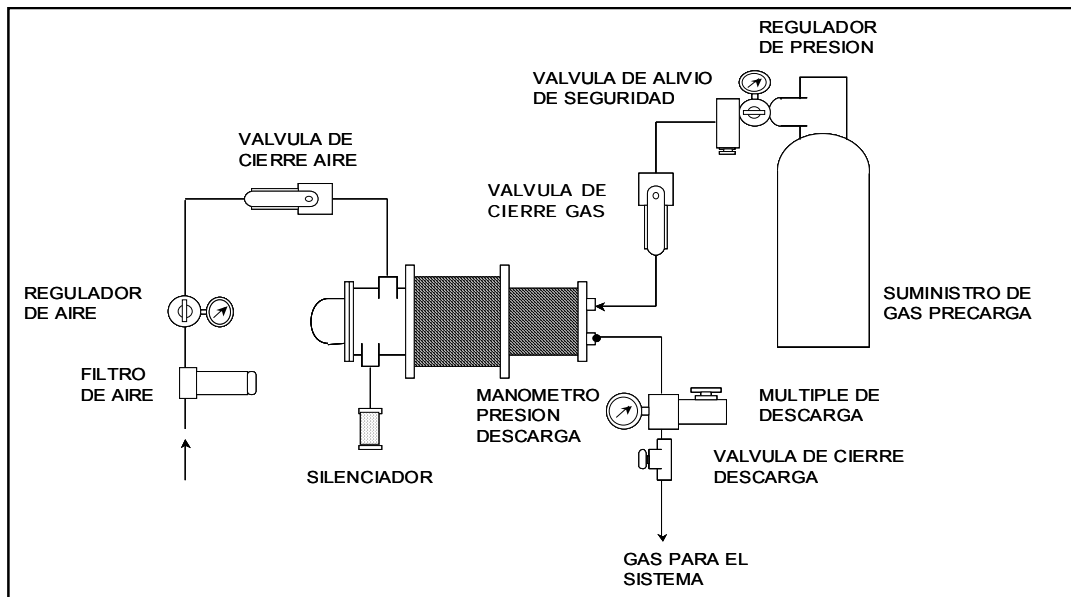 REGULADOR
DE PRESION
VALVULA DE ALIVIO
DE SEGURIDAD
VALVULA DE
CIERRE AIRE
VALVULA DE
CIERRE GAS
REGULADOR
DE AIRE
SUMINISTRO DE
GAS PRECARGA
FILTRO
DE AIRE
MANOMETRO
PRESION
DESCARGA
MULTIPLE DE
DESCARGA
SILENCIADOR
VALVULA DE CIERRE
DESCARGA
GAS PARA EL
SISTEMA